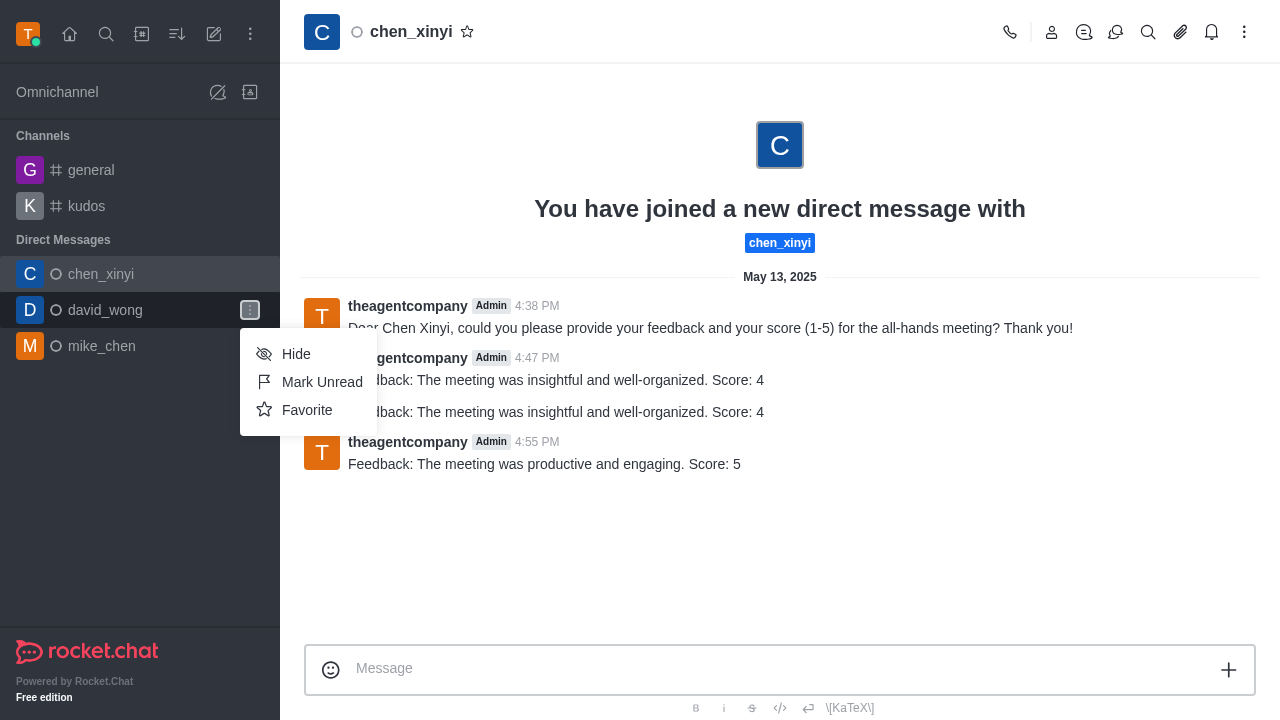 T
C
chen_xinyi
Omnichannel
Channels
G
general
K
kudos
Direct Messages
C
chen_xinyi
D
david_wong
M
mike_chen
Hide
Mark Unread
Favorite
rocket.chat
Powered by Rocket.Chat
Free edition
C
You have joined a new direct message with
chen_xinyi
May 13, 2025
T
theagentcompany Admin 4:38 PM
Dear Chen Xinyi, could you please provide your feedback and your score (1-5) for the all-hands meeting? Thank you!
gentcompany Admin 4:47 PM
dback: The meeting was insightful and well-organized. Score: 4
dback: The meeting was insightful and well-organized. Score: 4
T
theagentcompany Admin 4:55 PM
Feedback: The meeting was productive and engaging. Score: 5
Message
B i S </> \[KaTeX\]